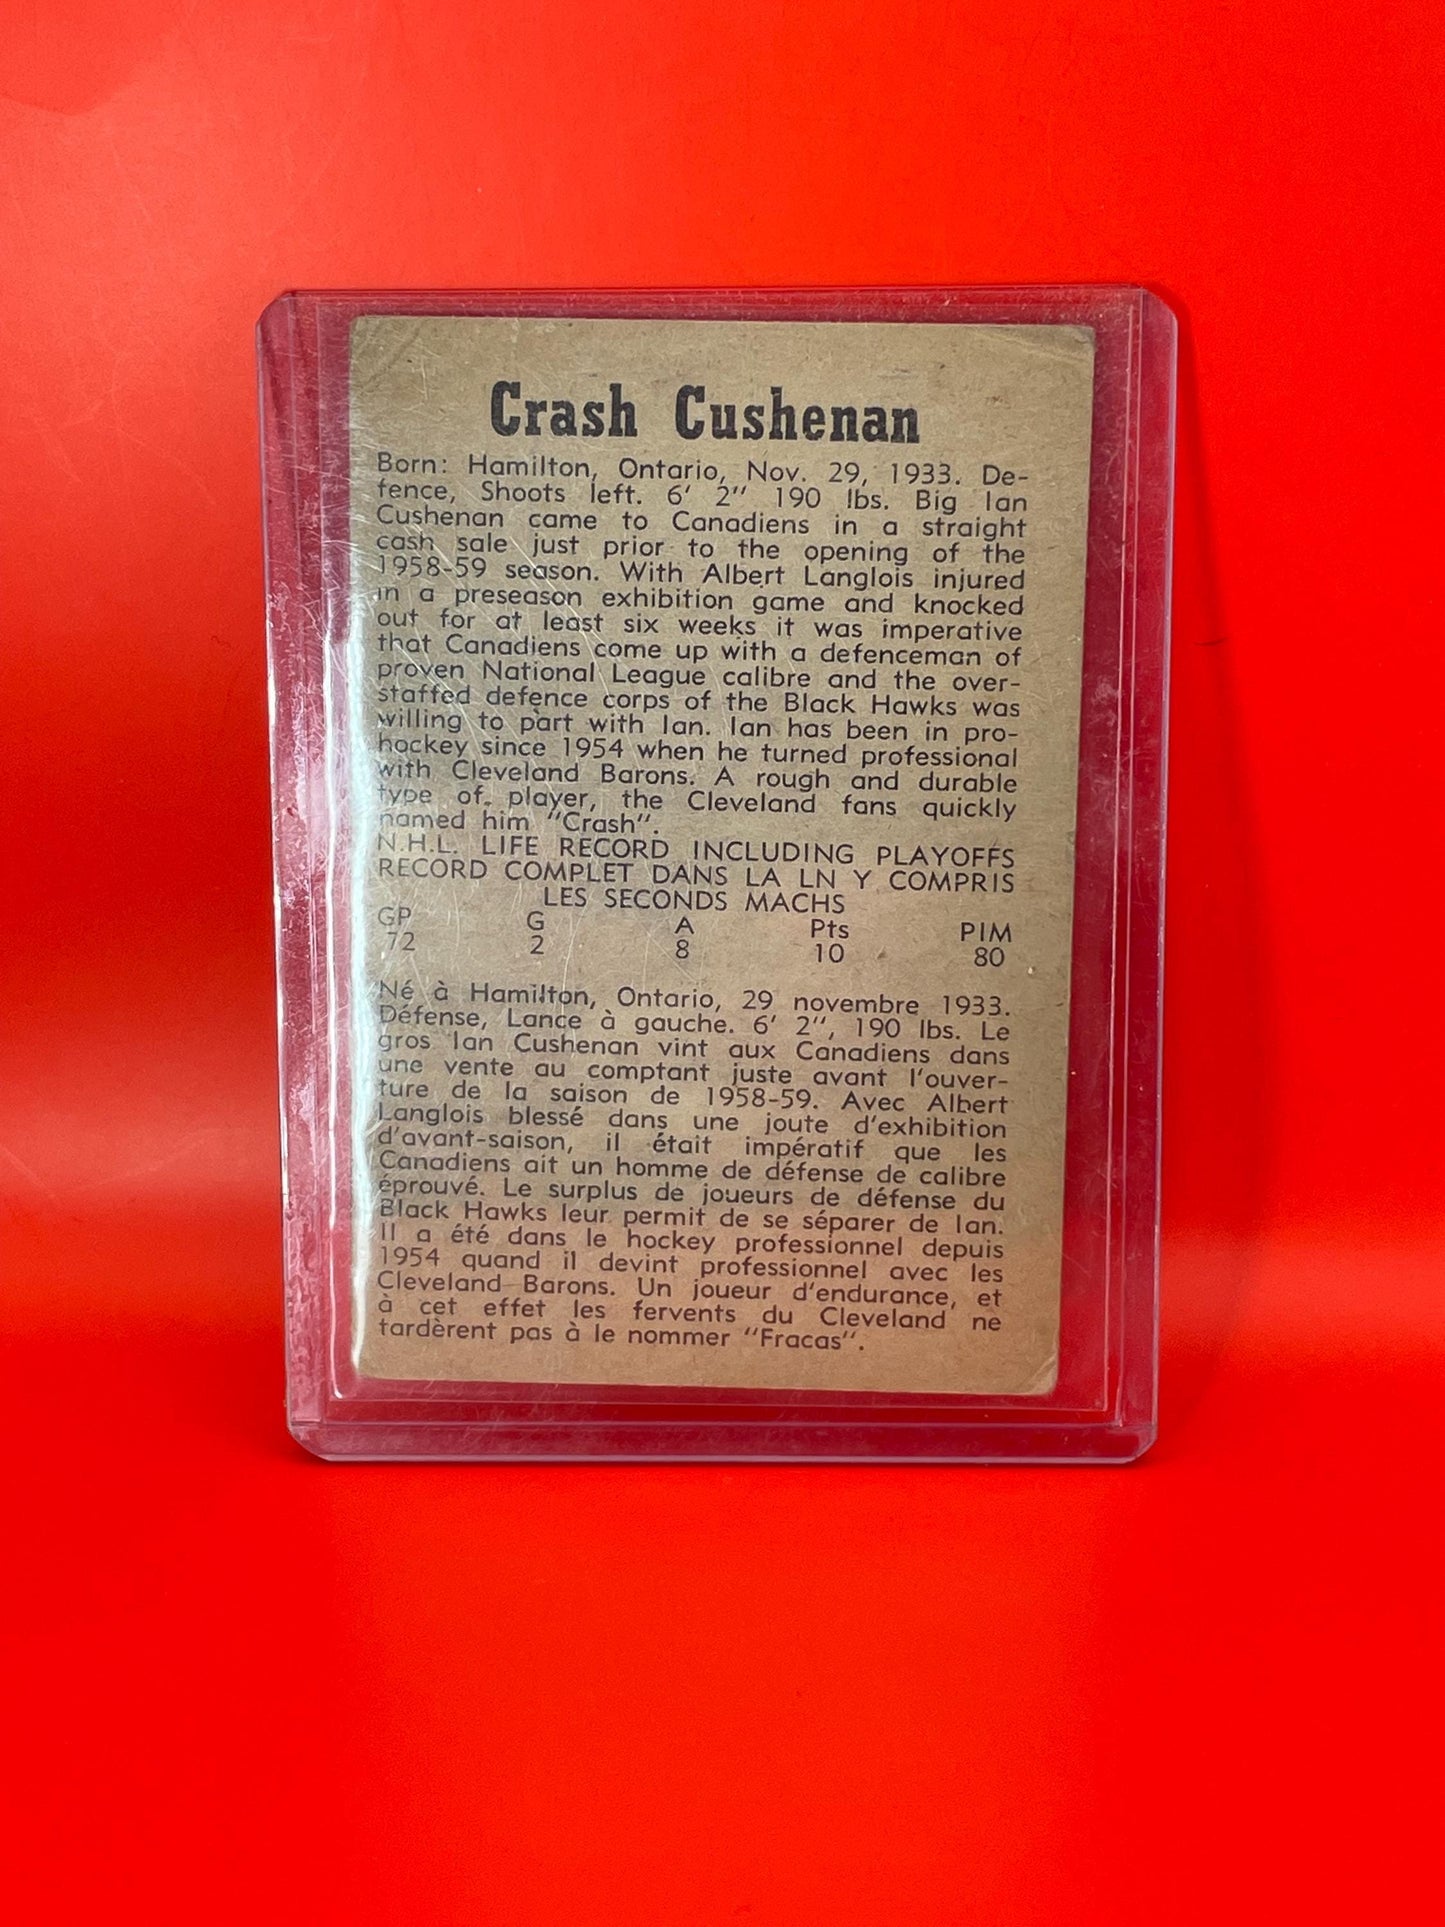 Crash Cushenan
Born: Hamilton, Ontario, Nov. 29, 1933. De-
fence, Shoots left. 6' 2" 190 lbs. Big Ian
Cushenan came to Canadiens in a straight
cash sale just prior to the opening of the
1958-59 season. With Albert Langlois injured
in a preseason exhibition game and knocked
out for at least six weeks it was imperative
that Canadiens come up with a defenceman of
proven National League calibre and the over-
staffed defence corps of the Black Hawks was
willing to part with Ian. Ian has been in pro-
hockey since 1954 when he turned professional
with Cleveland Barons. A rough and durable
type of player, the Cleveland fans quickly
named him "Crash".
N.H.L. LIFE RECORD INCLUDING PLAYOFFS
RECORD COMPLET DANS LA LN Y COMPRIS
LES SECONDS MACHS
GP G A Pts PIM
72 2 8 10 80
Né à Hamilton, Ontario, 29 novembre 1933.
Défense, Lance à gauche. 6' 2", 190 lbs. Le
gros Ian Cushenan vint aux Canadiens dans
une vente au comptant juste avant l'ouver-
ture de la saison de 1958-59. Avec Albert
Langlois blessé dans une joute d'exhibition
d'avant-saison, il était impératif que les
Canadiens ait un homme de défense de calibre
éprouvé. Le surplus de joueurs de défense du
Black Hawks leur permit de se séparer de Ian.
Il a été dans le hockey professionnel depuis
1954 quand il devint professionnel avec les
Cleveland Barons. Un joueur d'endurance, et
à cet effet les fervents du Cleveland ne
tardèrent pas à le nommer "Fracas".